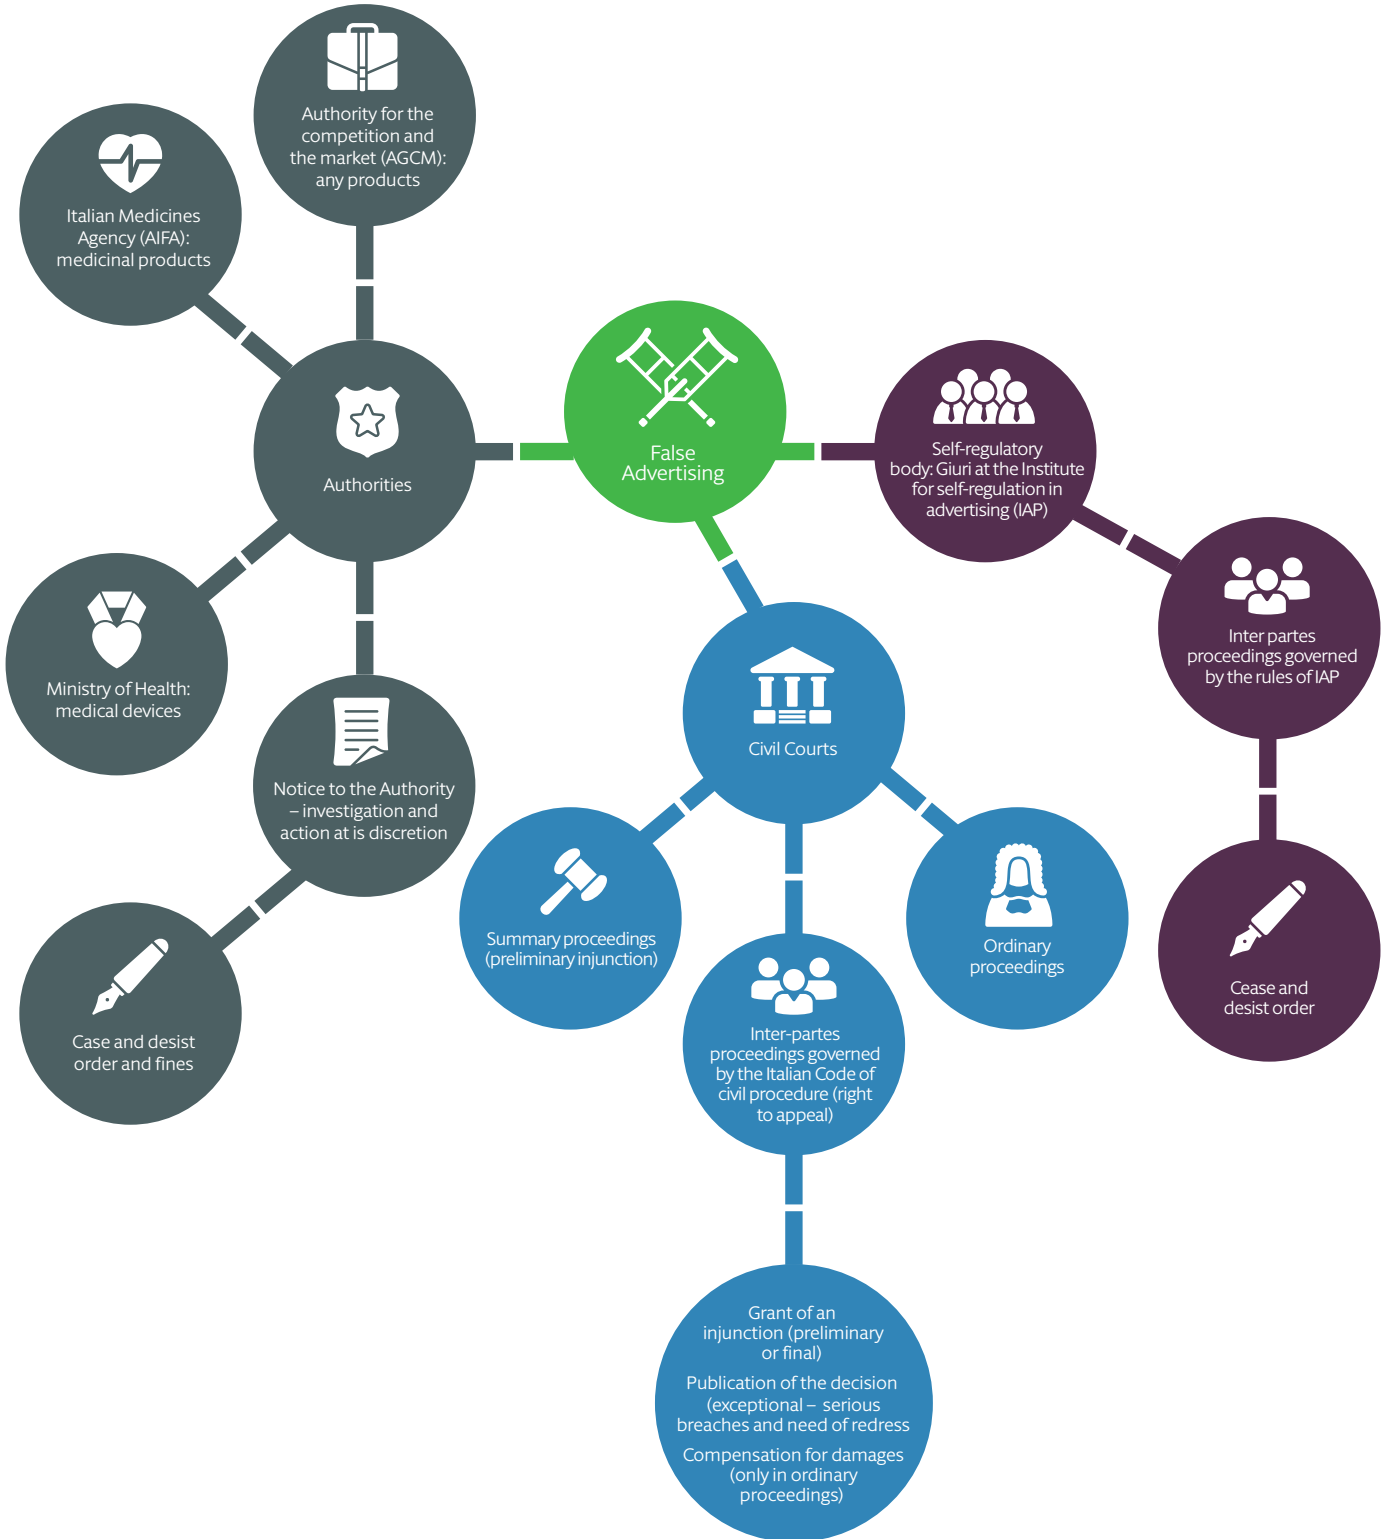 Authority for the
competition and
the market (AGCM):
any products
Italian Medicines
Agency (AIFA):
medicinal products
Authorities
False
Advertising
Self-regulatory
body: Giuri at the Institute
for self-regulation in
advertising (IAP)
Inter partes
proceedings governed
by the rules of IAP
Ministry of Health:
medical devices
Notice to the Authority
– investigation and
action at is discretion
Civil Courts
Summary proceedings
(preliminary injunction)
Ordinary
proceedings
Cease and
desist order
Case and desist
order and fines
Inter-partes
proceedings governed
by the Italian Code of
civil procedure (right
to appeal)
Grant of an
injunction (preliminary
or final)
Publication of the decision
(exceptional – serious
breaches and need of redress
Compensation for damages
(only in ordinary
proceedings)